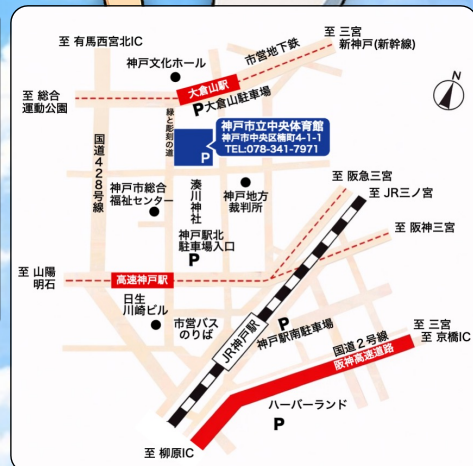 至 有馬西宮北IC
至 三宮
新神戸(新幹線)
神戸文化ホール
市営地下鉄
N
至 総合
運動公園
大倉山駅
P大倉山駐車場
緑と彫刻の道
国道428号線
神戸市立中央体育館
神戸市中央区楠町4-1-1
TEL:078-341-7971
P
神戸市総合
福祉センター
湊川神社
神戸地方
裁判所
至 阪急三宮
至 JR三ノ宮
神戸駅北
駐車場入口
P
至 阪神三宮
至 山陽
明石
高速神戸駅
日生
川崎ビル
市営バス
のりば
JR神戸駅
P
神戸駅南駐車場
国道2号線
阪神高速道路
至 三宮
至 京橋IC
ハーバーランド
P
至 柳原IC